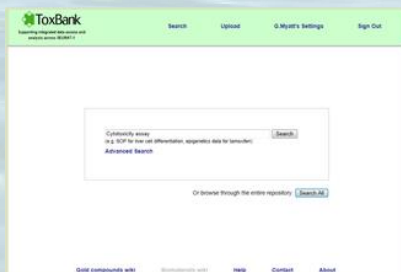 ToxBank
Supporting integrated data access and
analysis across SEURAT-1
Search Upload G.Myatt's Settings Sign Out
Cytotoxicity assay Search
(e.g. SOP for liver cell differentiation, epigenetics data for tamoxifen)
Advanced Search
Or browse through the entire repository Search All
Gold compounds wiki Biomaterials wiki Help Contact About